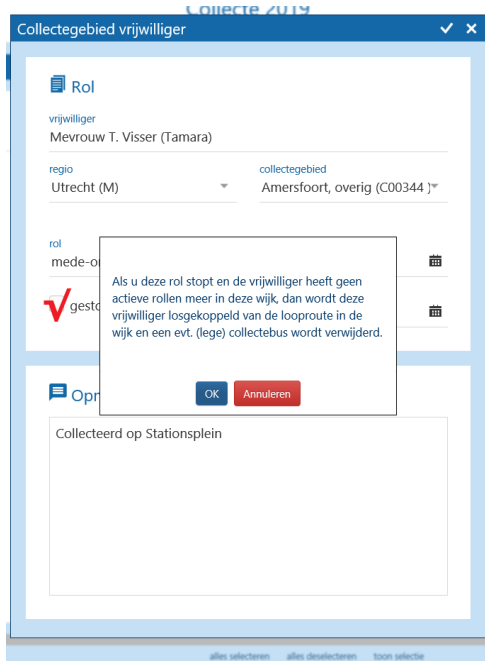 Collecte 2019
Collectegebied vrijwilliger
Rol
vrijwilliger
Mevrouw T. Visser (Tamara)
regio
collectegebied
Utrecht (M)
Amersfoort, overig (C00344 )
rol
mede-or
gesto
Als u deze rol stopt en de vrijwilliger heeft geen
actieve rollen meer in deze wijk, dan wordt deze
vrijwilliger losgekoppeld van de looproute in de
wijk en een evt. (lege) collectebus wordt verwijderd.
OK
Annuleren
Opr
Collecteerd op Stationsplein
alles selecteren alles deselecteren toon selectie